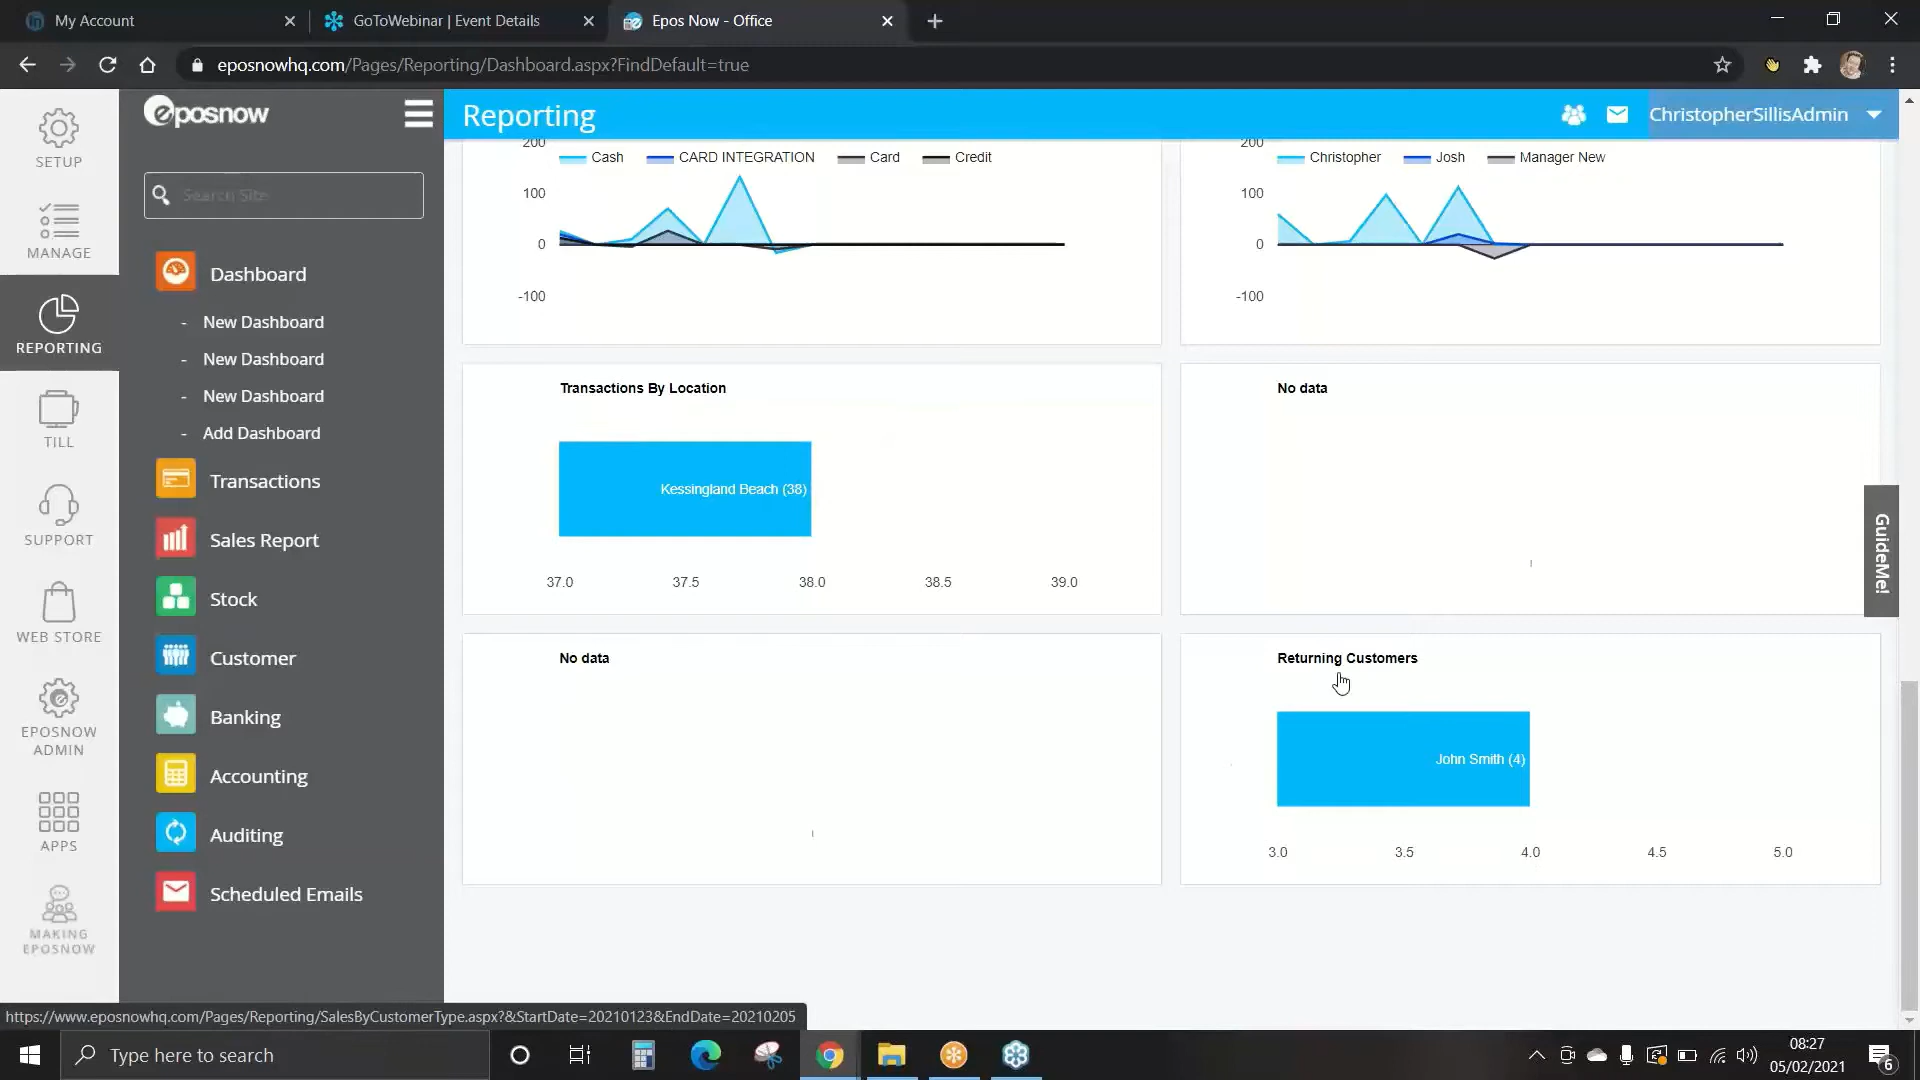 My Account
GoToWebinar | Event Details
Epos Now - Office
eposnowhq.com/Pages/Reporting/Dashboard.aspx?FindDefault=true
SETUP
MANAGE
REPORTING
TILL
SUPPORT
WEB STORE
EPOSNOW
ADMIN
APPS
MAKING
EPOSNOW
eposnow
Search Site
Dashboard
- New Dashboard
- New Dashboard
- New Dashboard
- Add Dashboard
Transactions
Sales Report
Stock
Customer
Banking
Accounting
Auditing
Scheduled Emails
Reporting
ChristopherSillisAdmin
200
Cash CARD INTEGRATION Card Credit
100
0
-100
200
Christopher Josh Manager New
100
0
-100
Transactions By Location
Kessingland Beach (38)
37.0 37.5 38.0 38.5 39.0
No data
No data
Returning Customers
John Smith (4)
3.0 3.5 4.0 4.5 5.0
GuideMe!
https://www.eposnowhq.com/Pages/Reporting/SalesByCustomerType.aspx?&StartDate=20210123&EndDate=20210205
Type here to search
08:27
05/02/2021
6